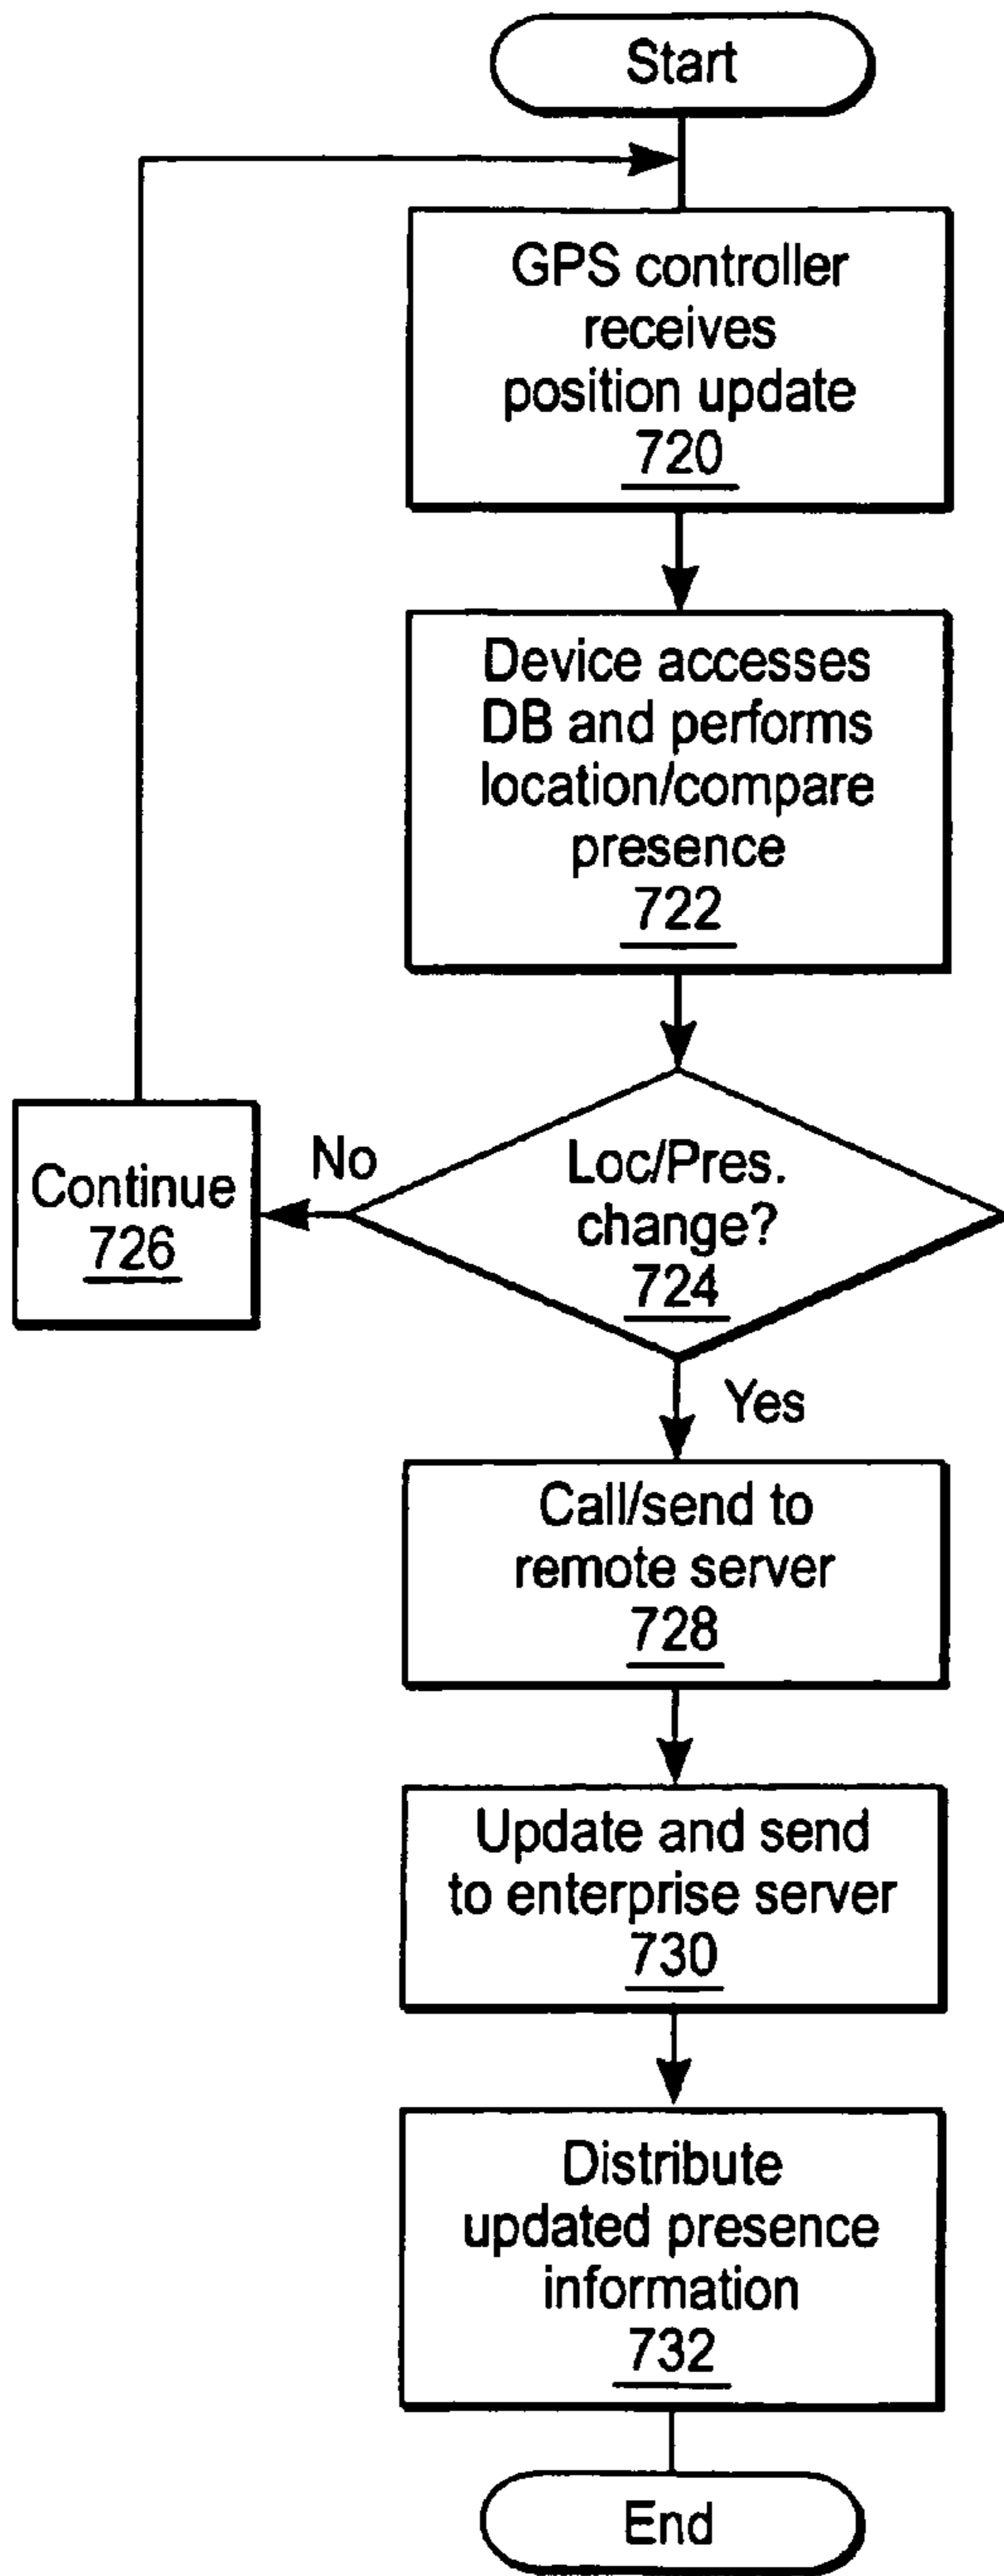 Start
GPS controller
receives
position update
720
Device accesses
DB and performs
location/compare
presence
722
Loc/Pres.
change?
724
No
Continue
726
Yes
Call/send to
remote server
728
Update and send
to enterprise server
730
Distribute
updated presence
information
732
End